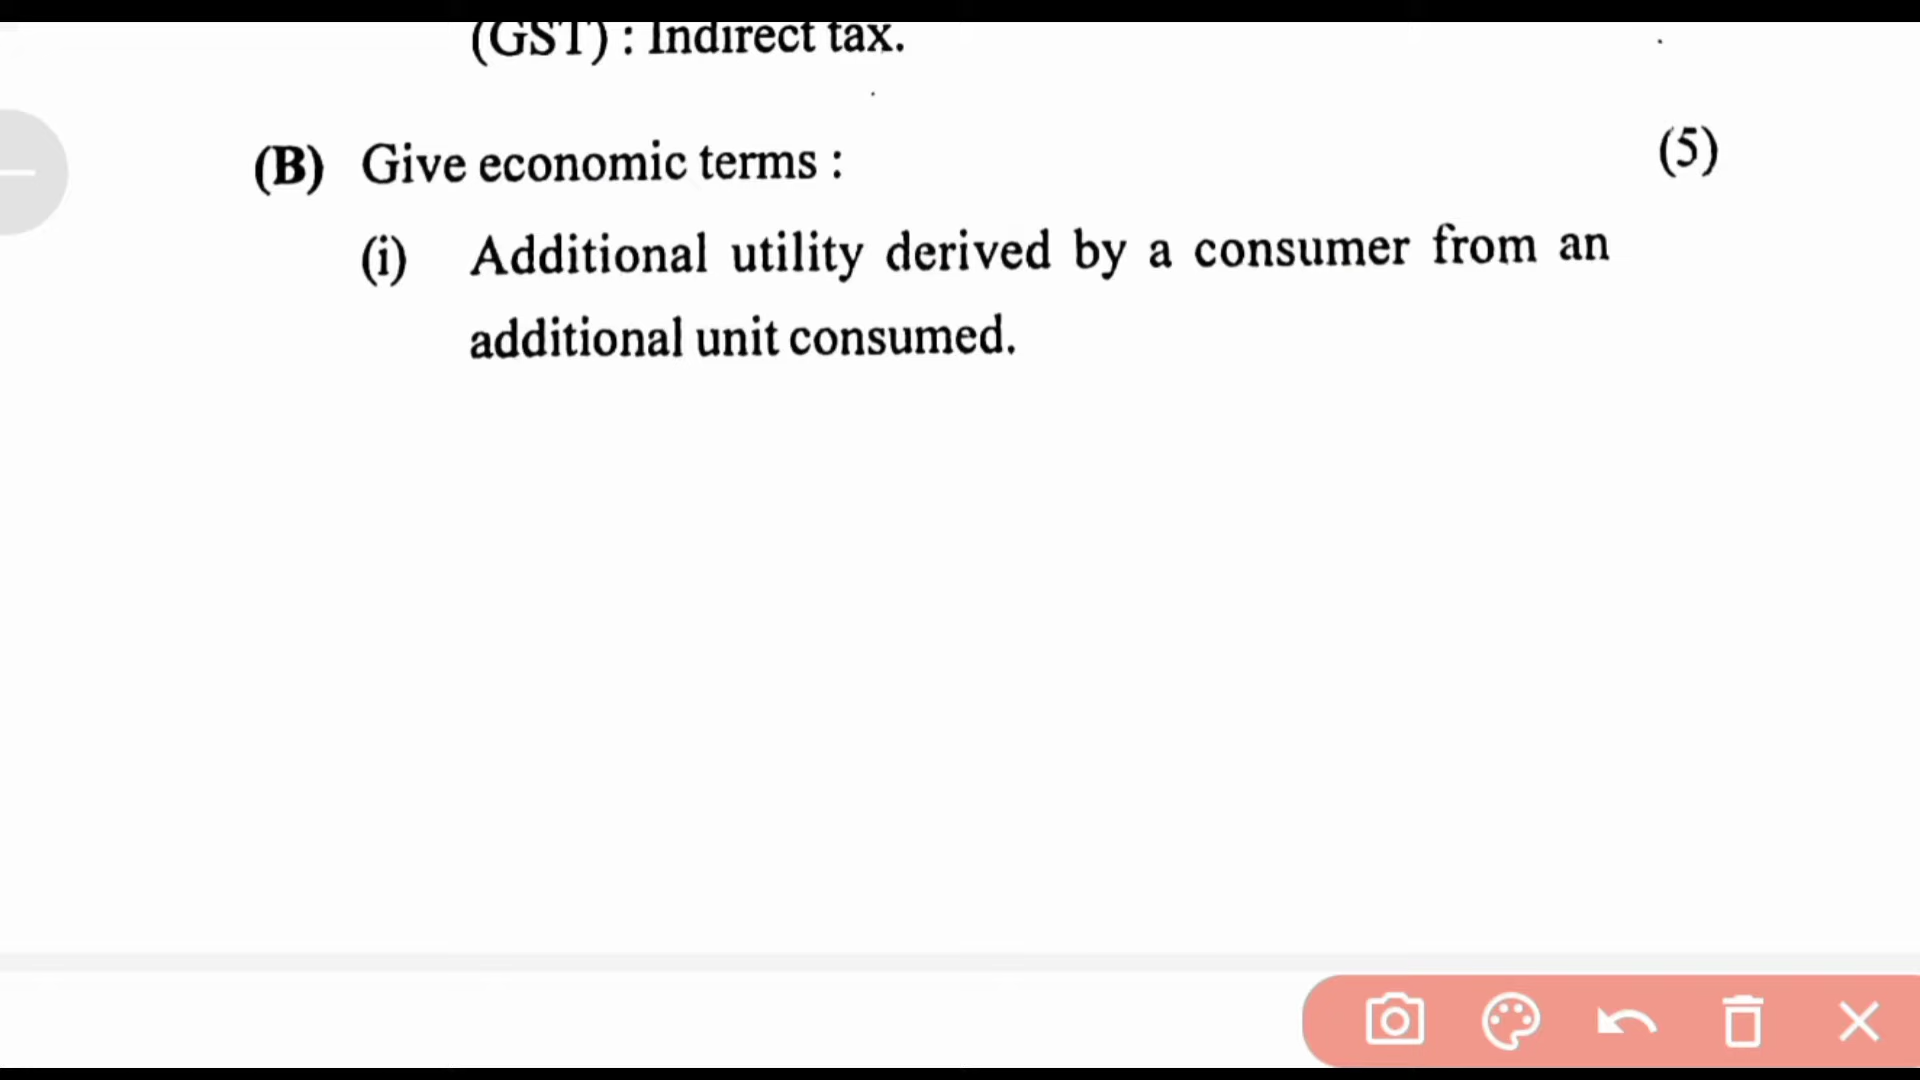 (GST) : Indirect tax.
(B) Give economic terms : (5)
(i) Additional utility derived by a consumer from an
additional unit consumed.